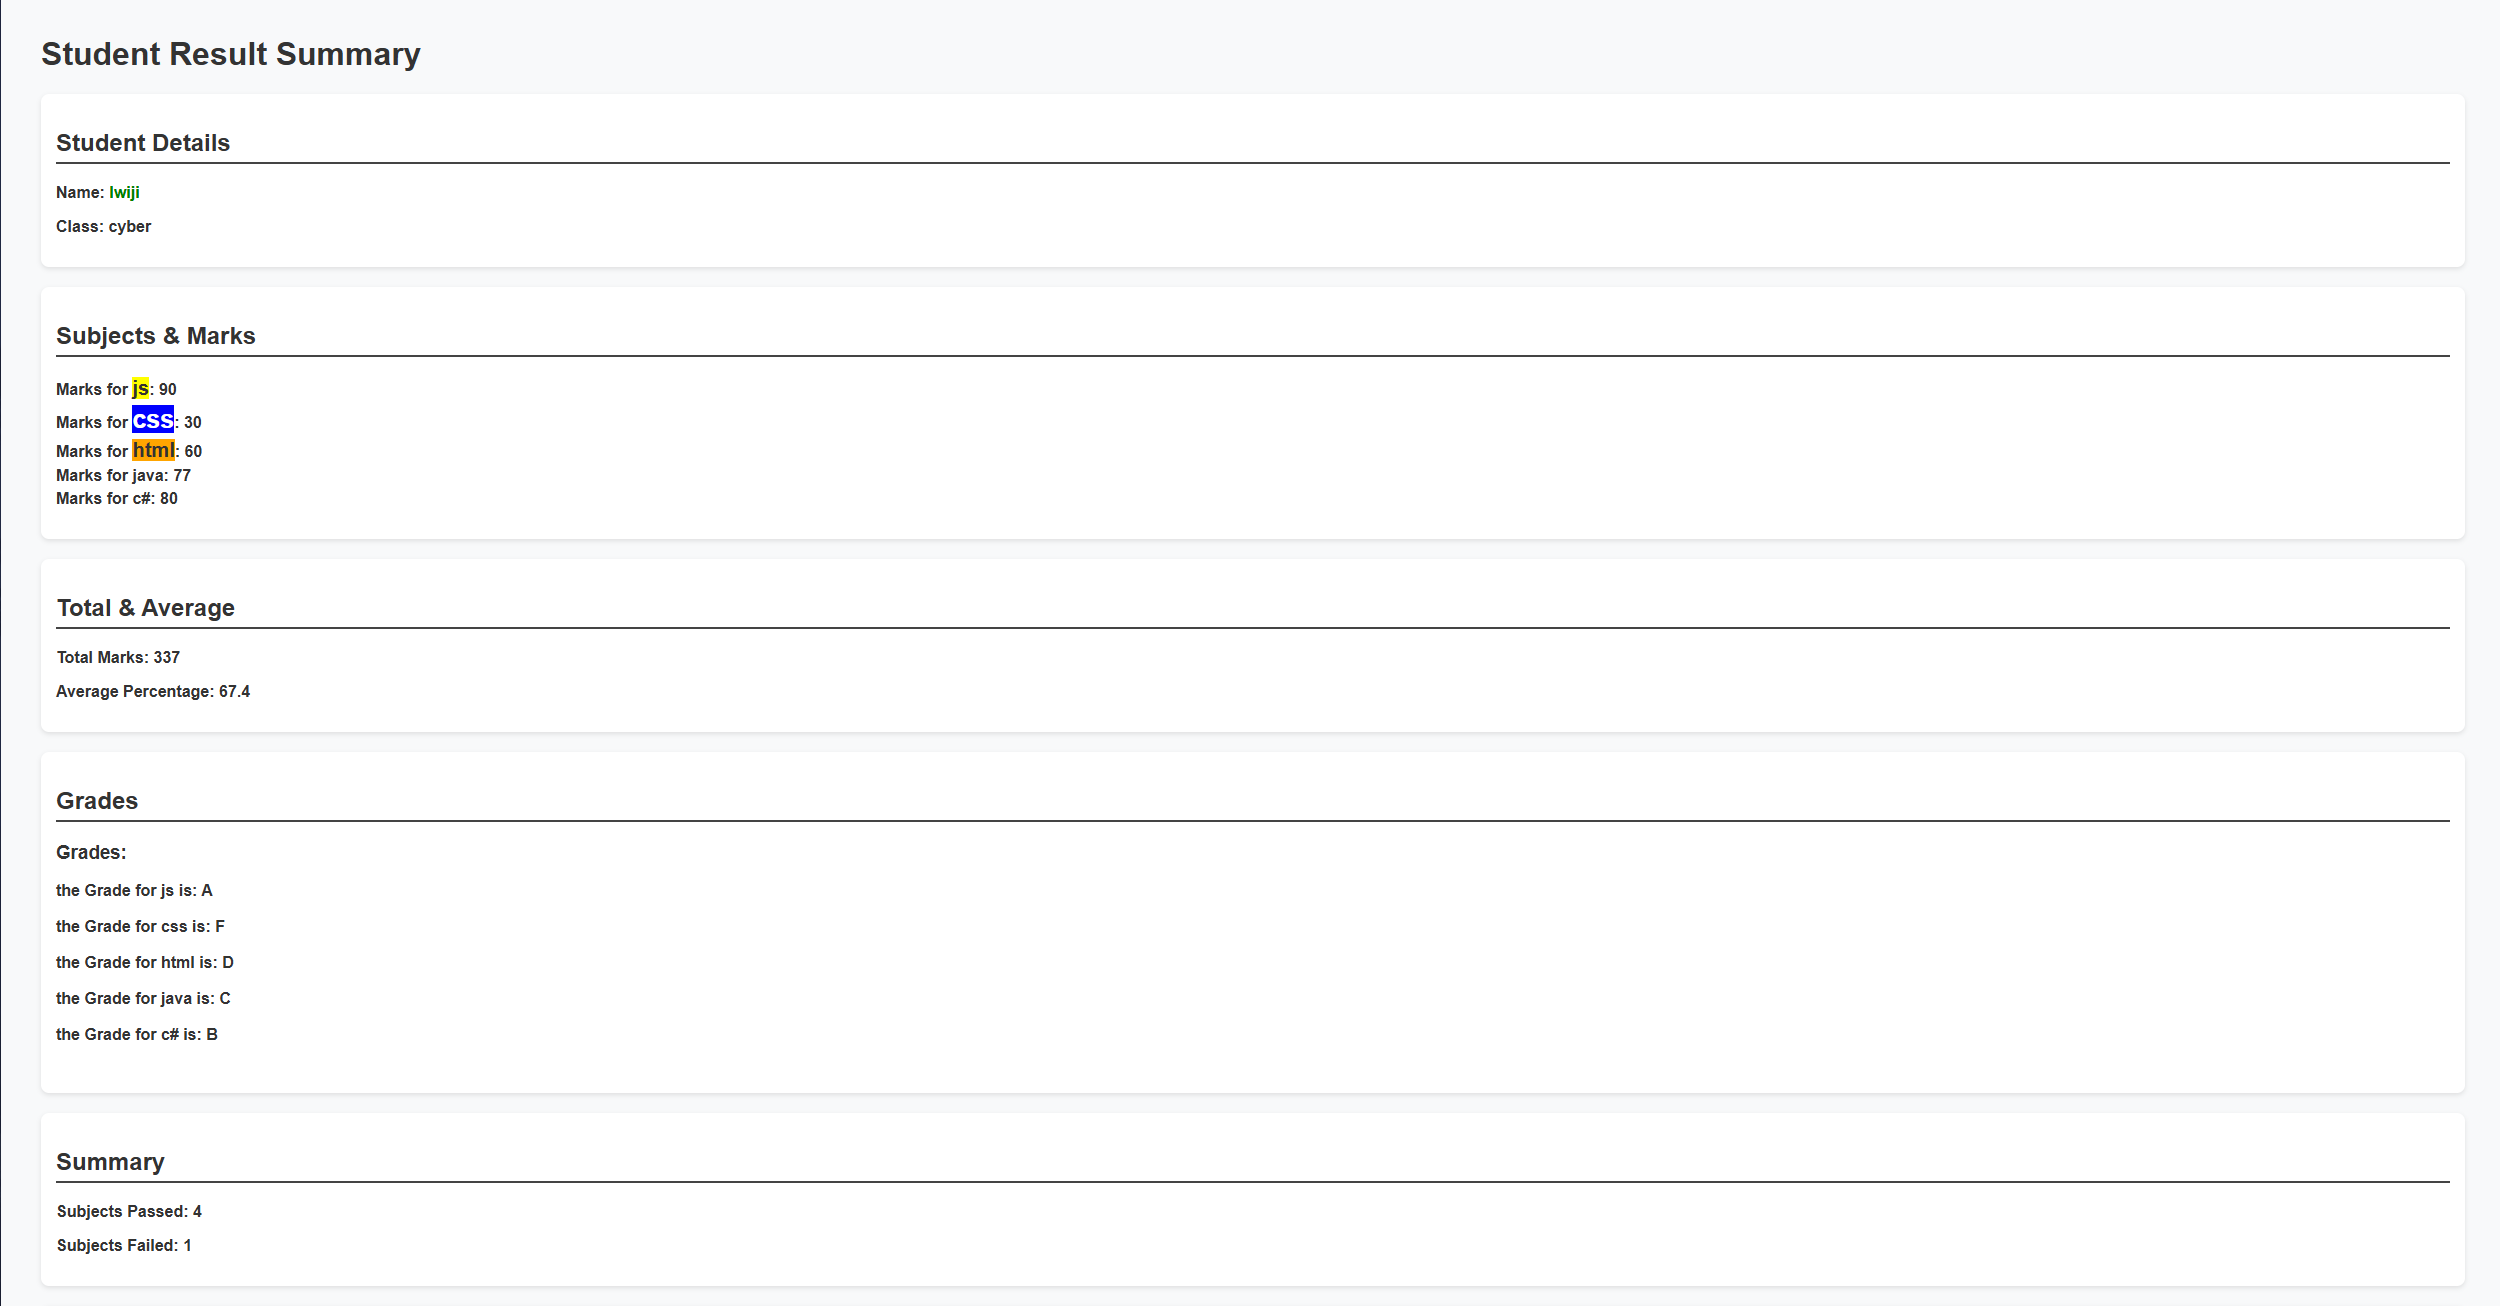 Student Result Summary
Student Details
Name: Iwiji
Class: cyber
Subjects & Marks
Marks for js: 90
Marks for css: 30
Marks for html: 60
Marks for java: 77
Marks for c#: 80
Total & Average
Total Marks: 337
Average Percentage: 67.4
Grades
Grades:
the Grade for js is: A
the Grade for css is: F
the Grade for html is: D
the Grade for java is: C
the Grade for c# is: B
Summary
Subjects Passed: 4
Subjects Failed: 1